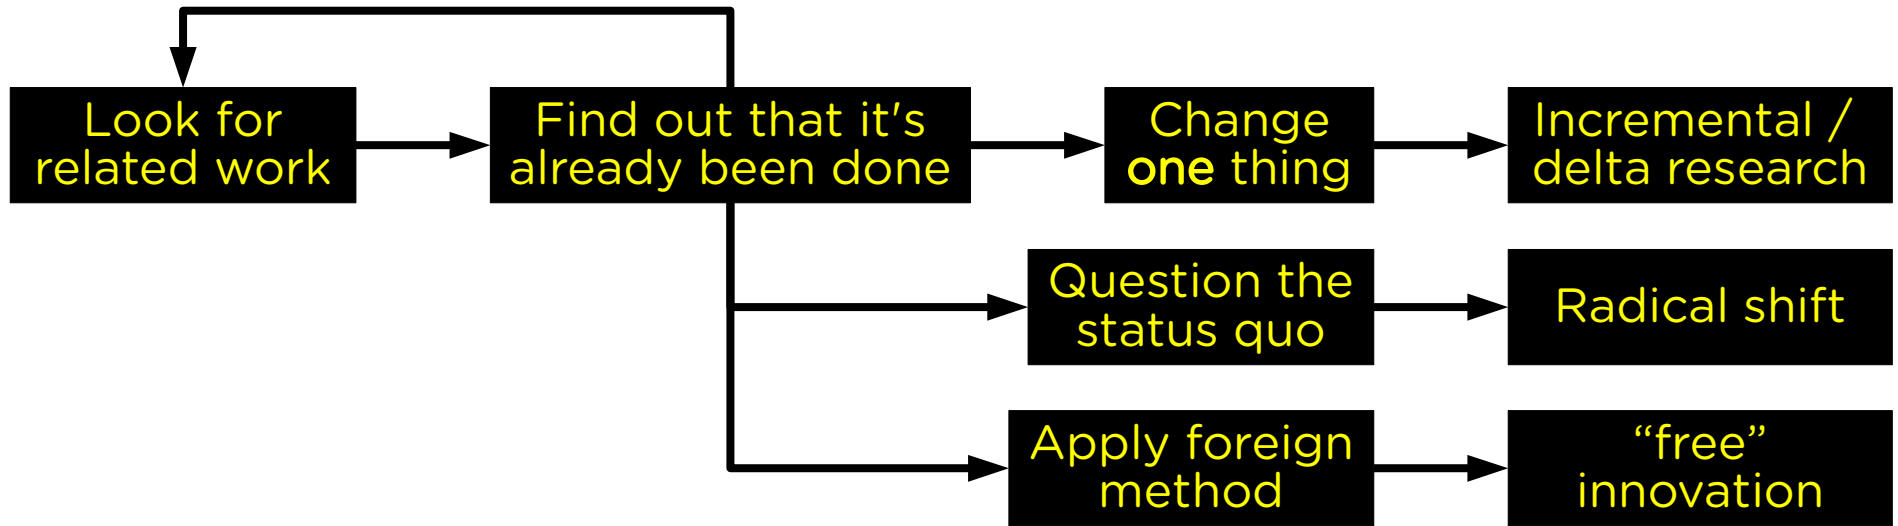 Look for
related work
Find out that it's
already been done
Change
one thing
Incremental /
delta research
Question the
status quo
Radical shift
Apply foreign
method
“free”
innovation